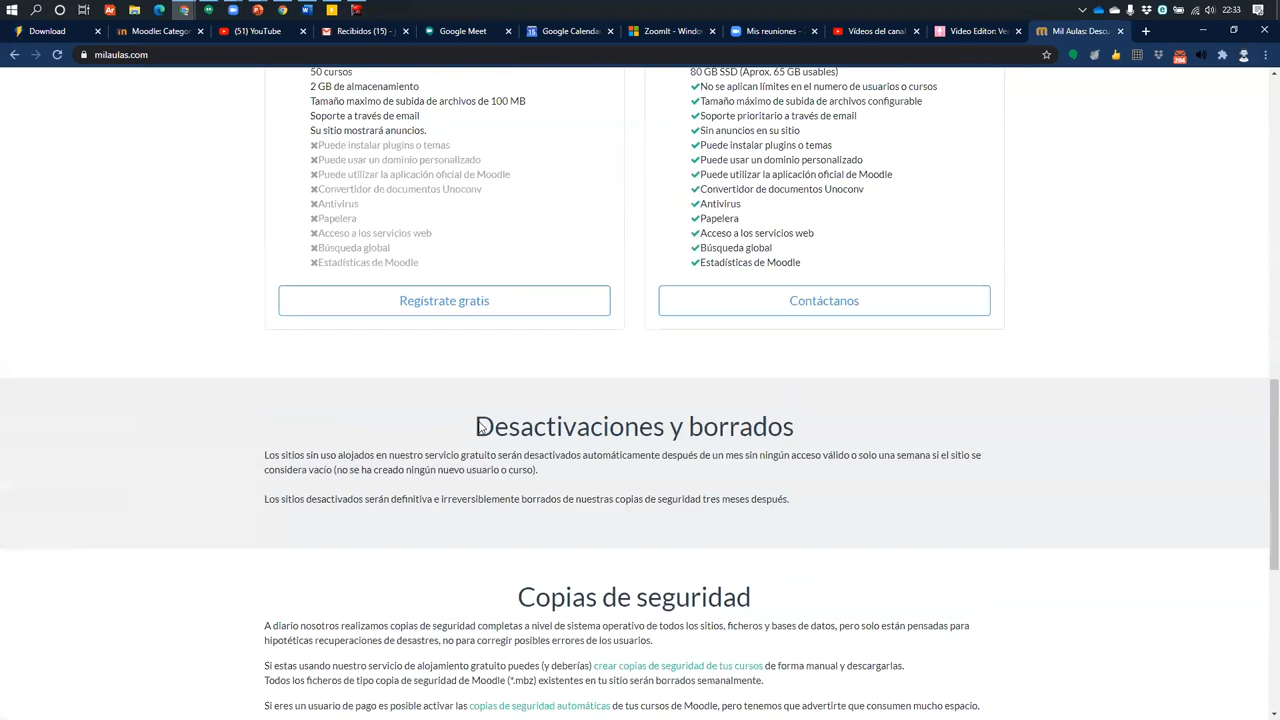 Download
Moodle: Categor
(51) YouTube
Recibidos (15) - j
Google Meet
Google Calenda
ZoomIt - Window
Mis reuniones -
Vídeos del canal
Video Editor: Ve
Mil Aulas: Descu
22:33
milaulas.com
284
50 cursos
2 GB de almacenamiento
Tamaño maximo de subida de archivos de 100 MB
Soporte a través de email
Su sitio mostrará anuncios.
✖Puede instalar plugins o temas
✖Puede usar un dominio personalizado
✖Puede utilizar la aplicación oficial de Moodle
✖Convertidor de documentos Unoconv
✖Antivirus
✖Papelera
✖Acceso a los servicios web
✖Búsqueda global
✖Estadísticas de Moodle
Regístrate gratis
80 GB SSD (Aprox. 65 GB usables)
✔No se aplican límites en el numero de usuarios o cursos
✔Tamaño máximo de subida de archivos configurable
✔Soporte prioritario a través de email
✔Sin anuncios en su sitio
✔Puede instalar plugins o temas
✔Puede usar un dominio personalizado
✔Puede utilizar la aplicación oficial de Moodle
✔Convertidor de documentos Unoconv
✔Antivirus
✔Papelera
✔Acceso a los servicios web
✔Búsqueda global
✔Estadísticas de Moodle
Contáctanos
Desactivaciones y borrados
Los sitios sin uso alojados en nuestro servicio gratuito serán desactivados automáticamente después de un mes sin ningún acceso válido o solo una semana si el sitio se
considera vacío (no se ha creado ningún nuevo usuario o curso).
Los sitios desactivados serán definitiva e irreversiblemente borrados de nuestras copias de seguridad tres meses después.
Copias de seguridad
A diario nosotros realizamos copias de seguridad completas a nivel de sistema operativo de todos los sitios, ficheros y bases de datos, pero solo están pensadas para
hipotéticas recuperaciones de desastres, no para corregir posibles errores de los usuarios.
Si estas usando nuestro servicio de alojamiento gratuito puedes (y deberías) crear copias de seguridad de tus cursos de forma manual y descargarlas.
Todos los ficheros de tipo copia de seguridad de Moodle (*.mbz) existentes en tu sitio serán borrados semanalmente.
Si eres un usuario de pago es posible activar las copias de seguridad automáticas de tus cursos de Moodle, pero tenemos que advertirte que consumen mucho espacio.